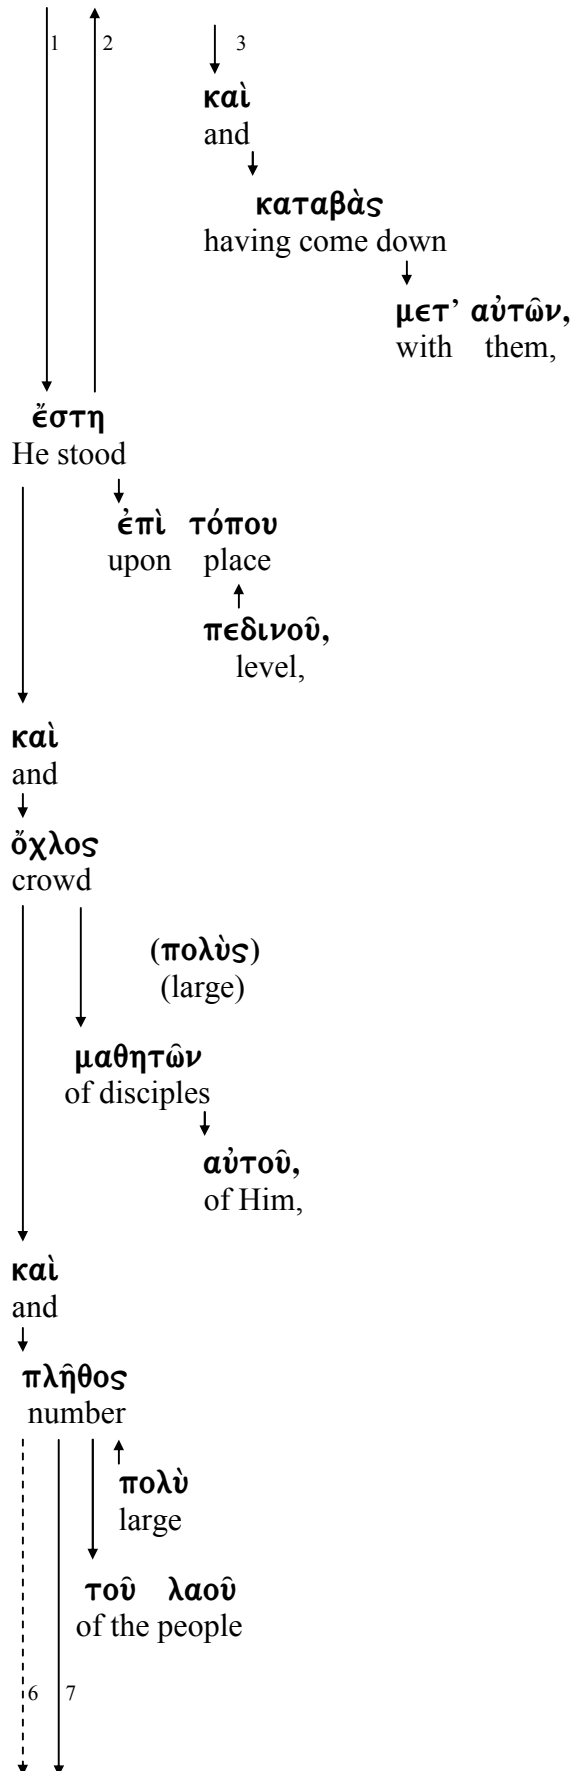 1 2 3
καὶ
and
καταβὰς
having come down
μετ’ αὐτῶν,
with them,
ἔστη
He stood
ἐπὶ τόπου
upon place
πεδινοῦ,
level,
καὶ
and
ὄχλος
crowd
(πολὺς)
(large)
μαθητῶν
of disciples
αὐτοῦ,
of Him,
καὶ
and
πλῆθος
number
πολὺ
large
τοῦ λαοῦ
of the people
6 7